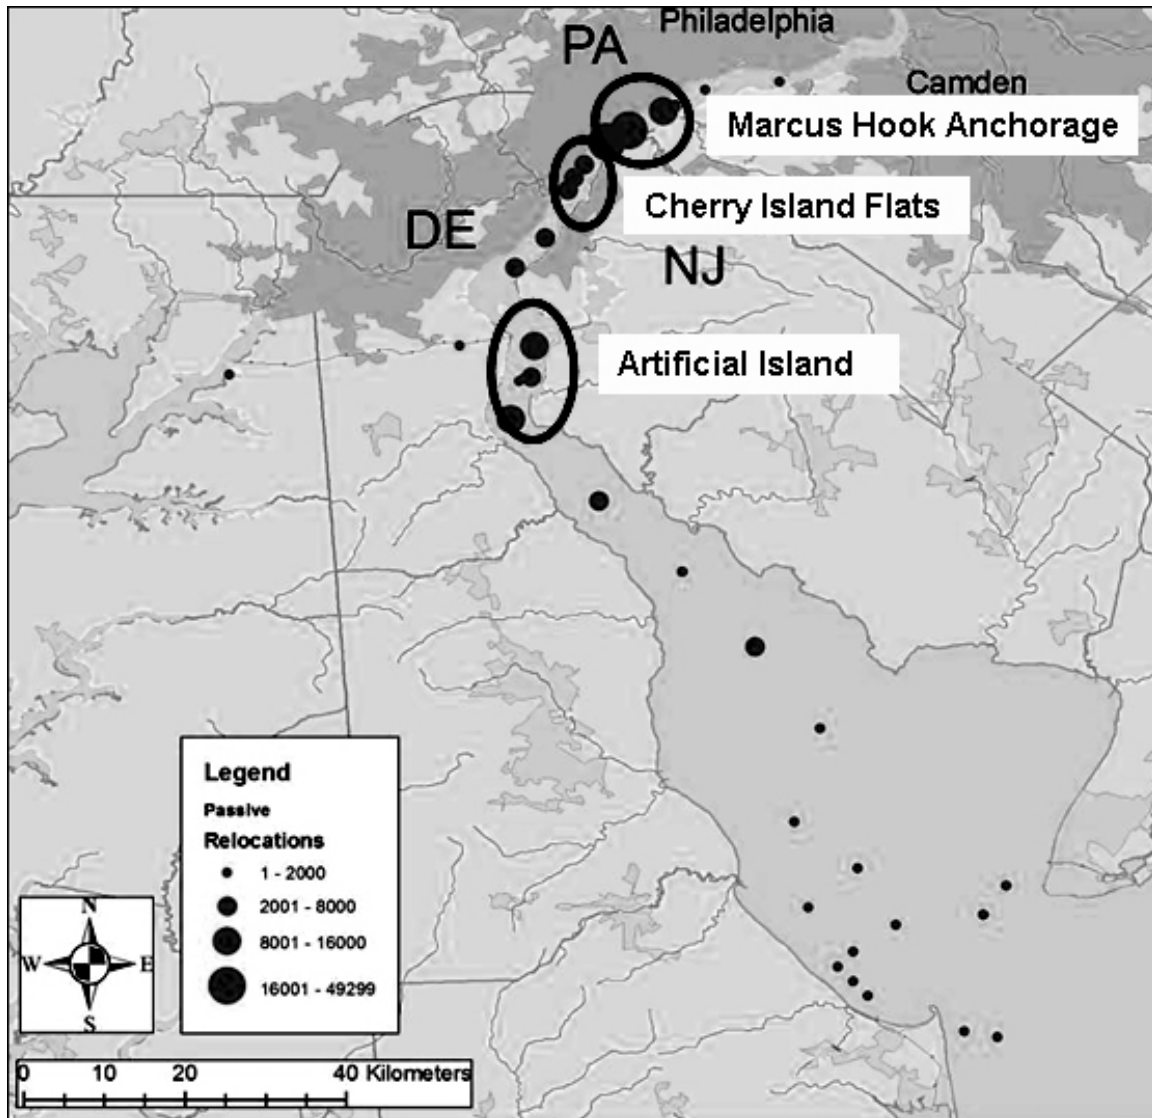 Philadelphia
PA
Camden
Marcus Hook Anchorage
Cherry Island Flats
DE
NJ
Artificial Island
Legend
Passive
Relocations
1 - 2000
2001 - 8000
8001 - 16000
16001 - 49299
N
W E
S
0 10 20 40 Kilometers